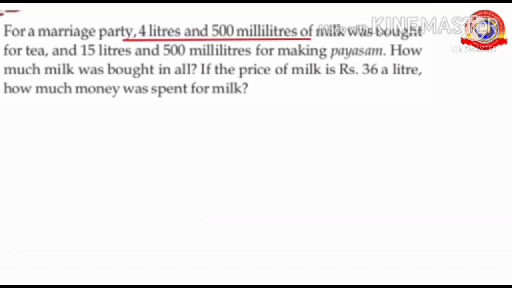 For a marriage party, 4 litres and 500 millilitres of milk was bought
for tea, and 15 litres and 500 millilitres for making payasam. How
much milk was bought in all? If the price of milk is Rs. 36 a litre,
how much money was spent for milk?
KINEMASTER